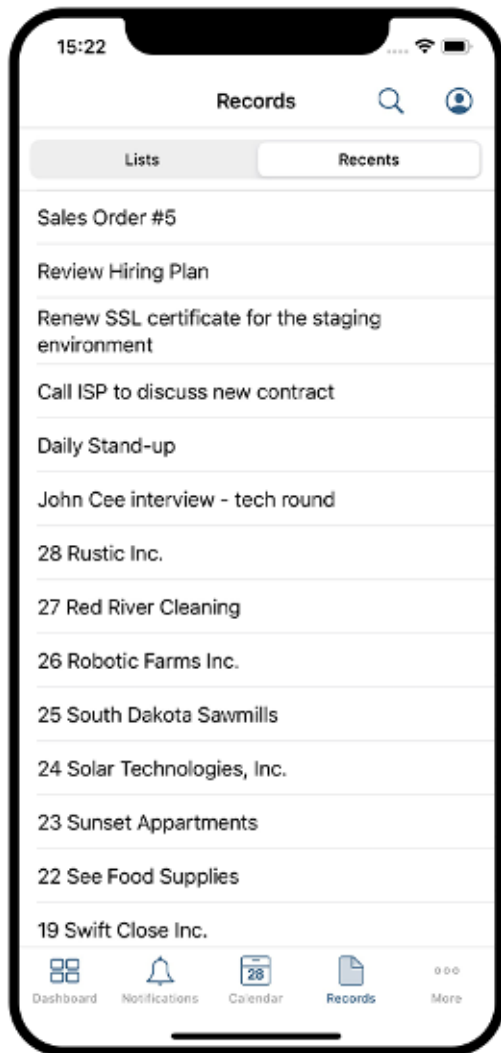 15:22
Records
Lists
Recents
Sales Order #5
Review Hiring Plan
Renew SSL certificate for the staging
environment
Call ISP to discuss new contract
Daily Stand-up
John Cee interview - tech round
28 Rustic Inc.
27 Red River Cleaning
26 Robotic Farms Inc.
25 South Dakota Sawmills
24 Solar Technologies, Inc.
23 Sunset Appartments
22 See Food Supplies
19 Swift Close Inc.
28
Dashboard
Notifications
Calendar
Records
More